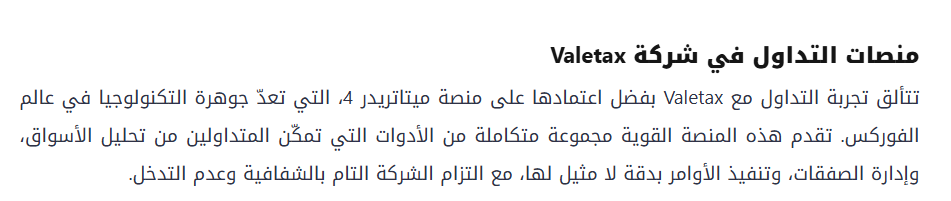 منصات التداول في شركة Valetax
تتألق تجربة التداول مع Valetax بفضل اعتمادها على منصة ميتاتريدر 4، التي تعدّ جوهرة التكنولوجيا في عالم
الفوركس. تقدم هذه المنصة القوية مجموعة متكاملة من الأدوات التي تمكّن المتداولين من تحليل الأسواق،
وإدارة الصفقات، وتنفيذ الأوامر بدقة لا مثيل لها، مع التزام الشركة التام بالشفافية وعدم التدخل.